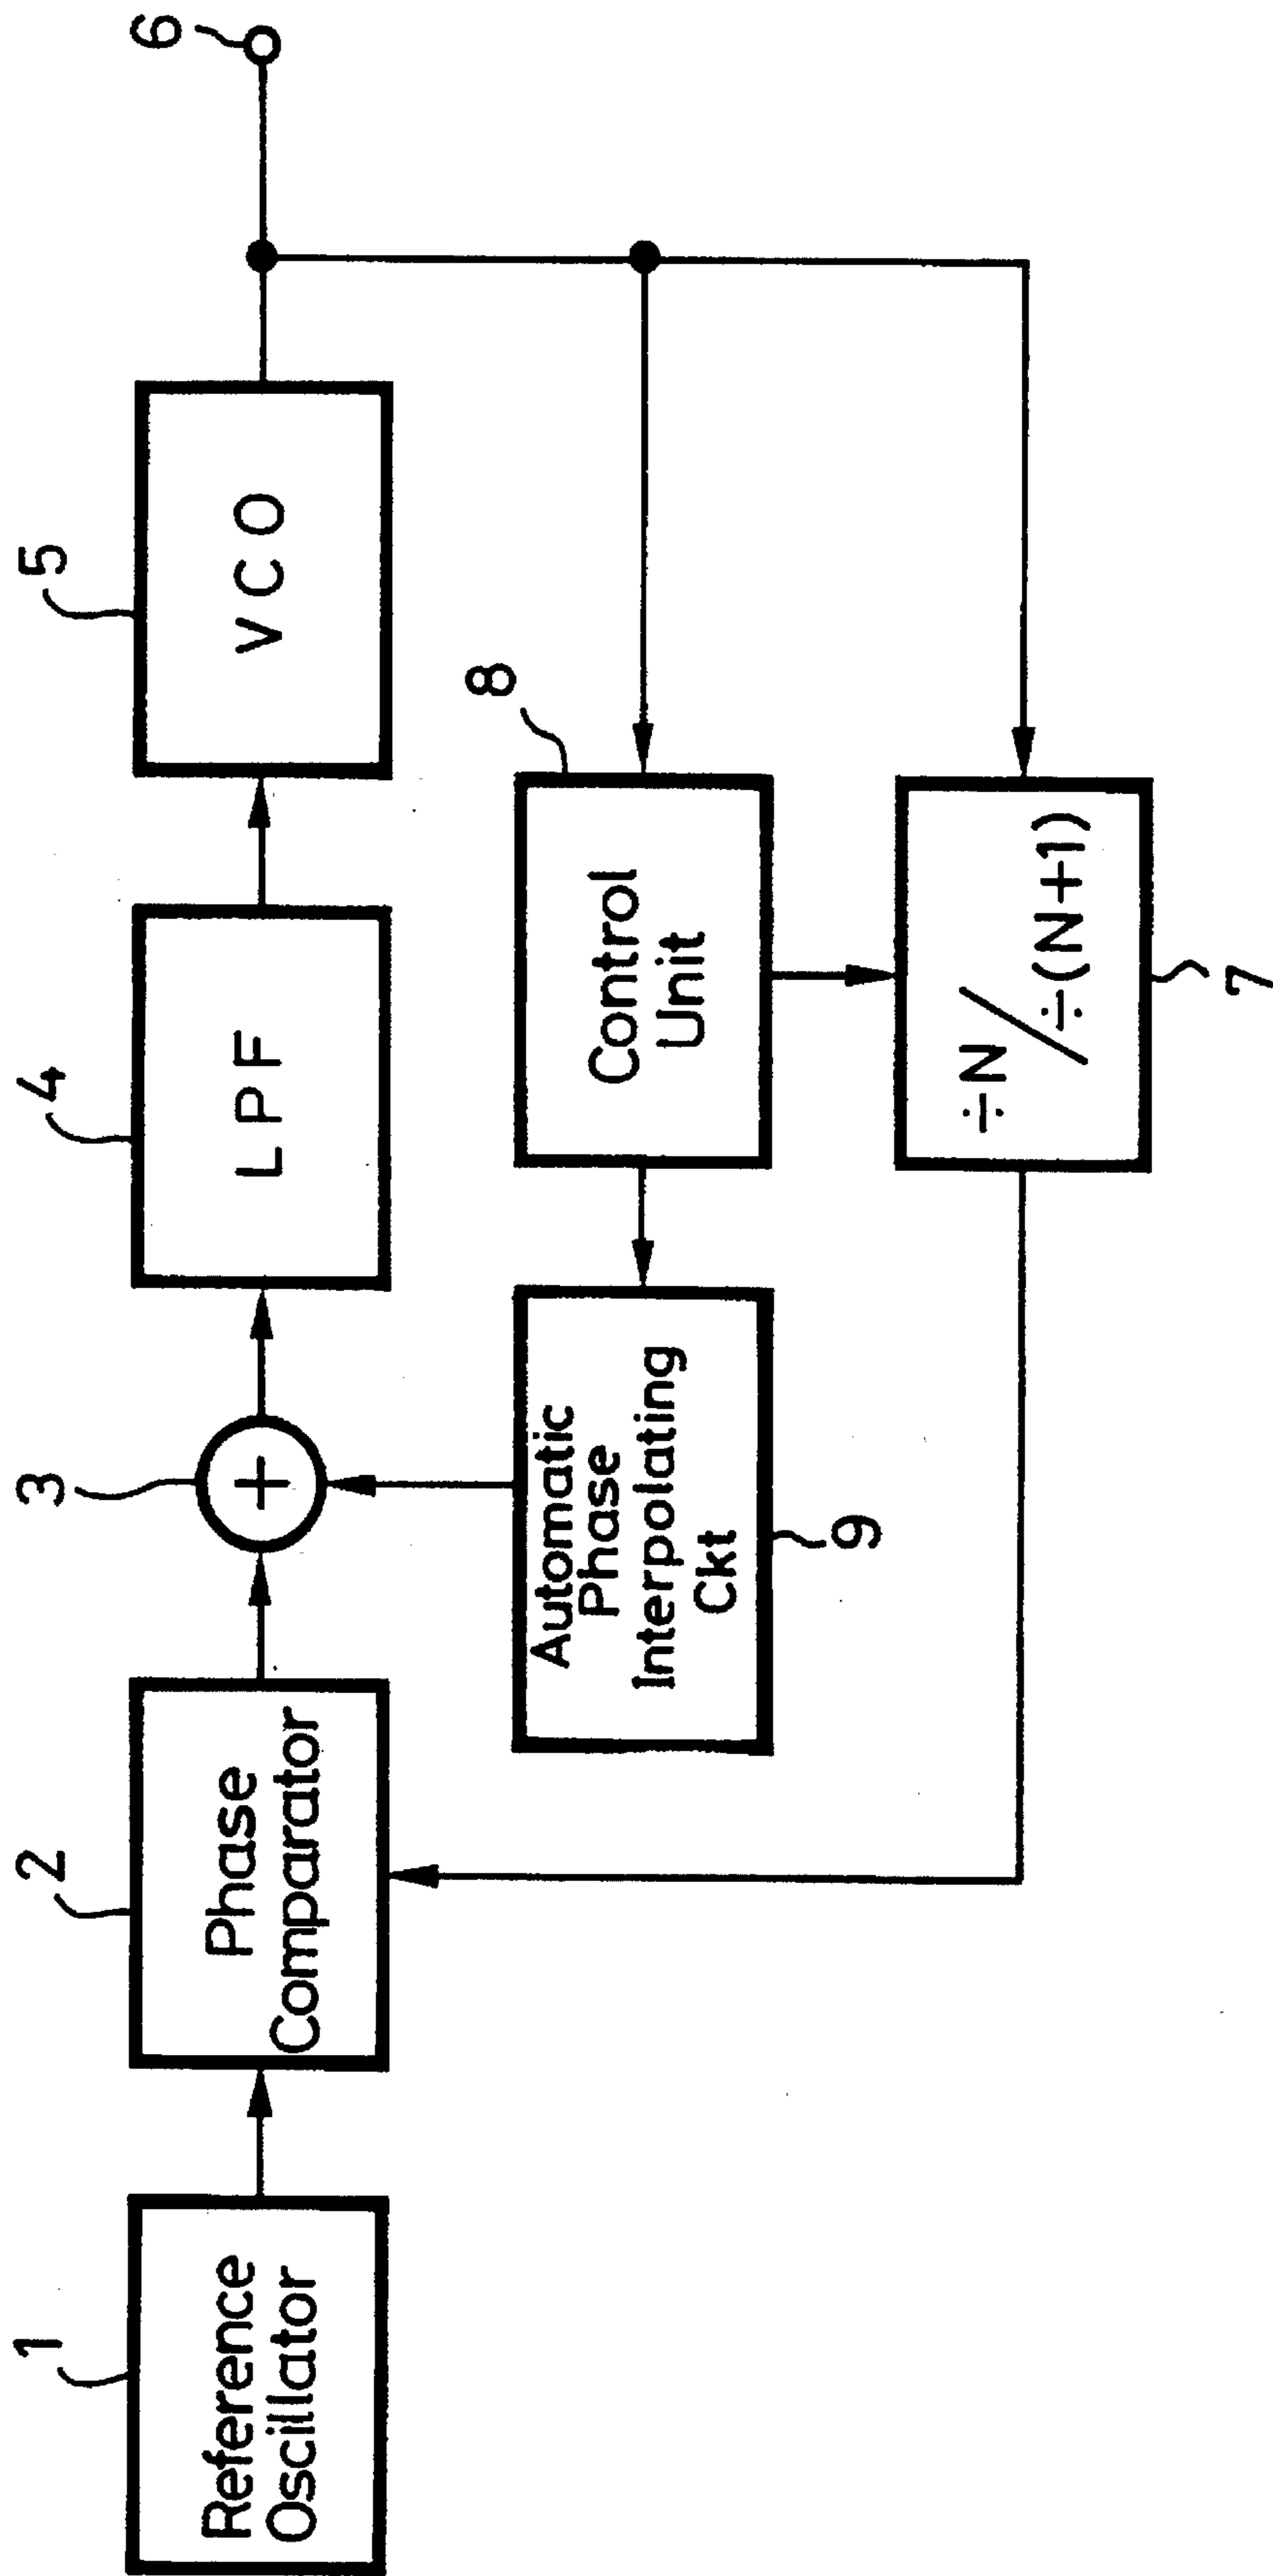 1
Reference
Oscillator
2
Phase
Comparator
3
+
4
LPF
5
VCO
6
9
Automatic
Phase
Interpolating
Ckt
8
Control
Unit
7
÷N
/
÷(N+1)